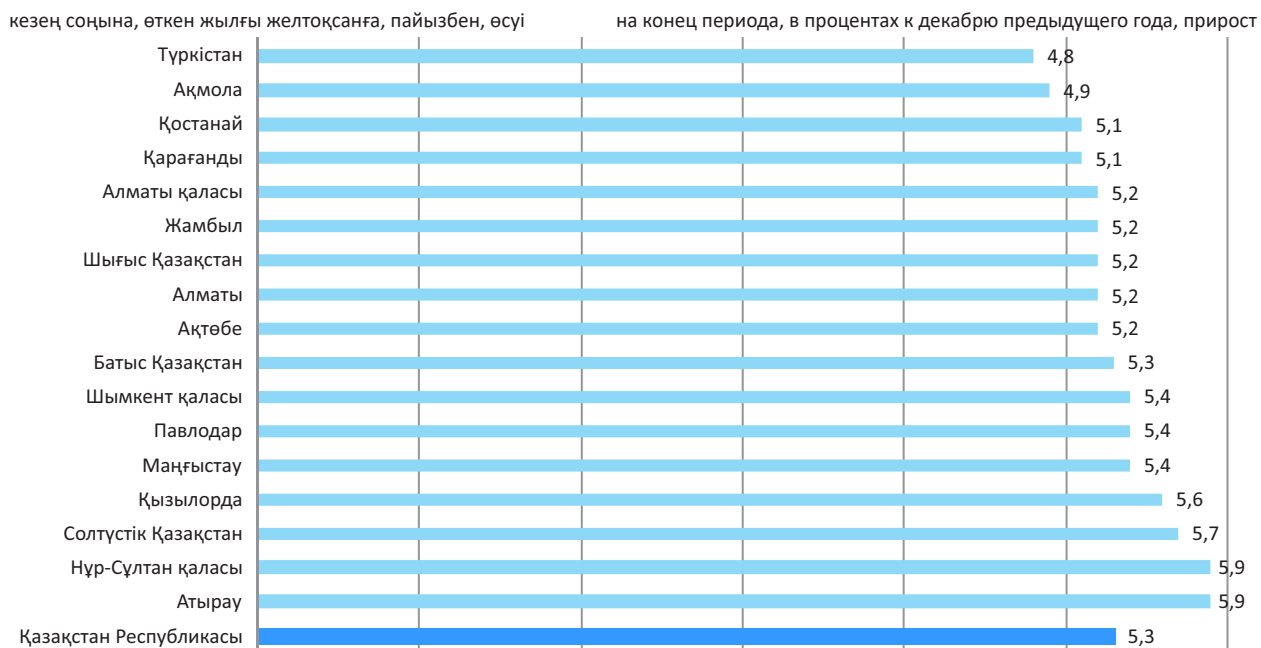 кезең соңына, өткен жылғы желтоқсанға, пайызбен, өсуі на конец периода, в процентах к декабрю предыдущего года, прирост
Түркістан 4,8
Ақмола 4,9
Қостанай 5,1
Қарағанды 5,1
Алматы қаласы 5,2
Жамбыл 5,2
Шығыс Қазақстан 5,2
Алматы 5,2
Ақтөбе 5,2
Батыс Қазақстан 5,3
Шымкент қаласы 5,4
Павлодар 5,4
Маңғыстау 5,4
Қызылорда 5,6
Солтүстік Қазақстан 5,7
Нұр-Сұлтан қаласы 5,9
Атырау 5,9
Қазақстан Республикасы 5,3